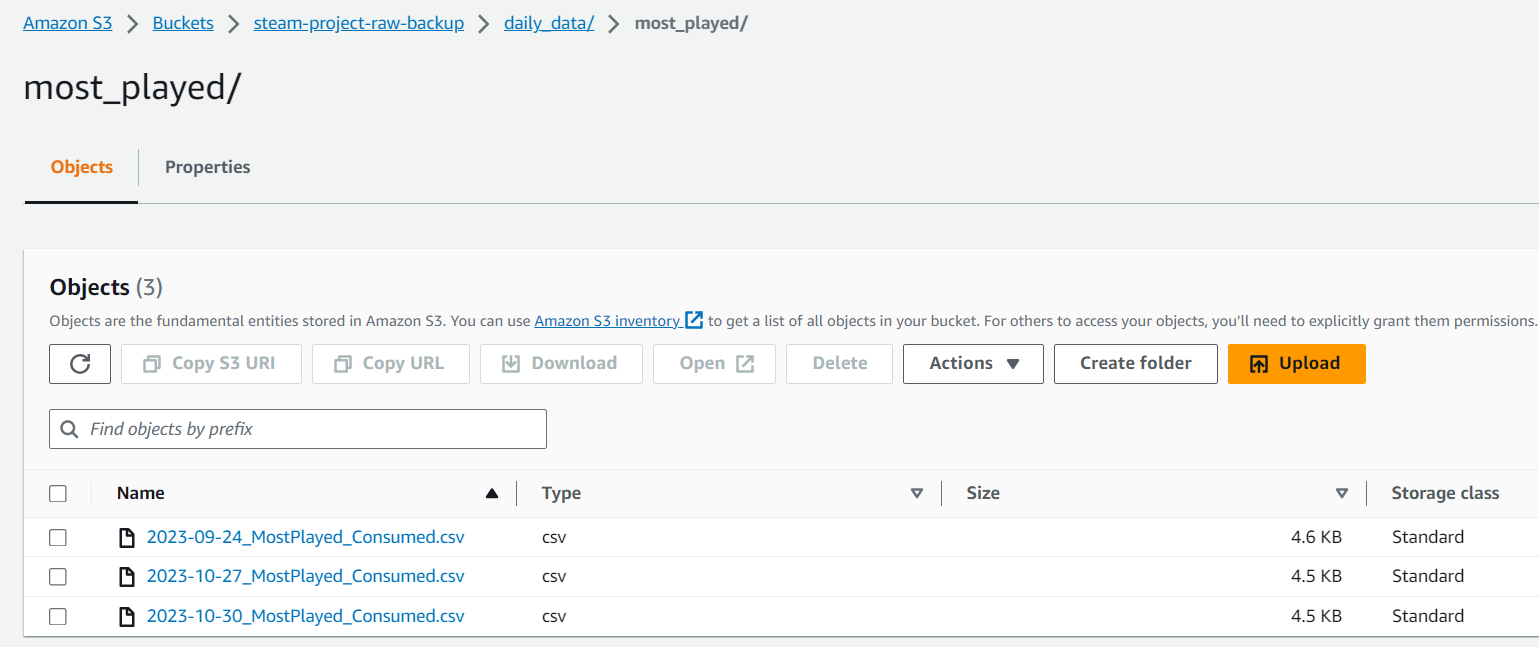 Amazon S3 > Buckets > steam-project-raw-backup > daily_data/ > most_played/
most_played/
Objects Properties
Objects (3)
Objects are the fundamental entities stored in Amazon S3. You can use Amazon S3 inventory to get a list of all objects in your bucket. For others to access your objects, you'll need to explicitly grant them permissions.
Copy S3 URI Copy URL Download Open Delete Actions Create folder Upload
Find objects by prefix
Name Type Size Storage class
2023-09-24_MostPlayed_Consumed.csv csv 4.6 KB Standard
2023-10-27_MostPlayed_Consumed.csv csv 4.5 KB Standard
2023-10-30_MostPlayed_Consumed.csv csv 4.5 KB Standard